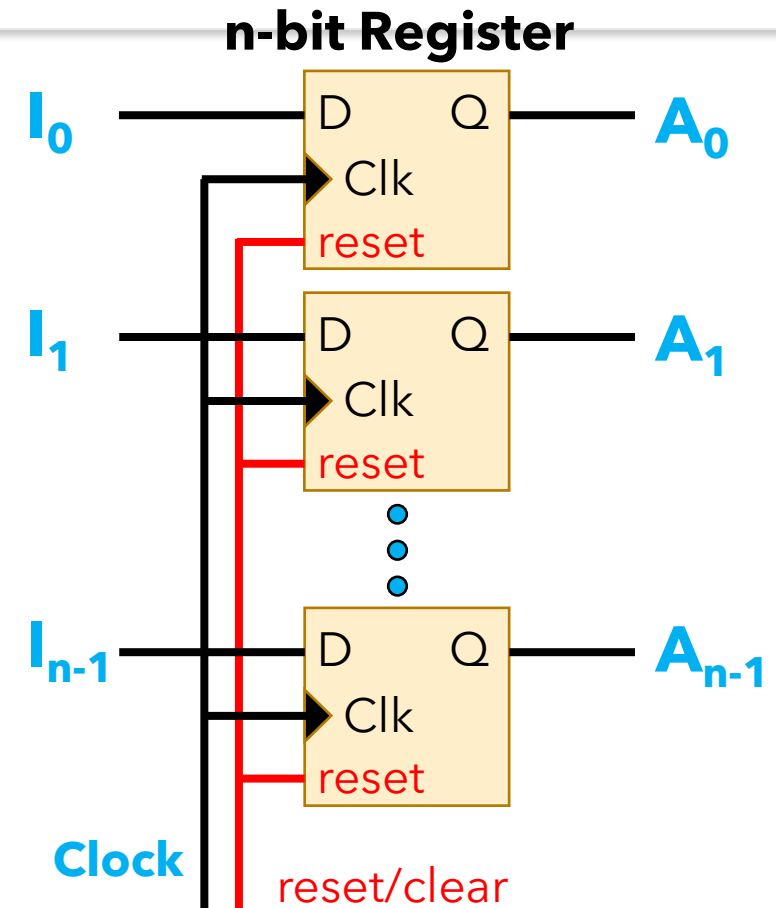 n-bit Register
I₀ D Q A₀
Clk
reset
I₁ D Q A₁
Clk
reset
Iₙ₋₁ D Q Aₙ₋₁
Clk
reset
Clock
reset/clear